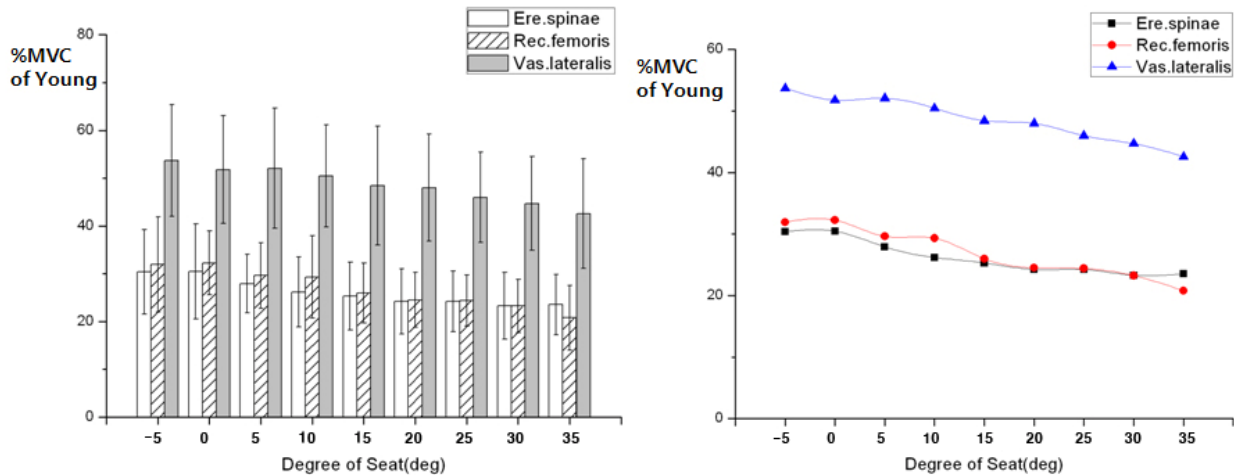 %MVC
of Young
80
60
40
20
0
Ere.spinae
Rec.femoris
Vas.lateralis
−5 0 5 10 15 20 25 30 35
Degree of Seat(deg)
%MVC
of Young
60
40
20
0
Ere.spinae
Rec.femoris
Vas.lateralis
−5 0 5 10 15 20 25 30 35
Degree of Seat(deg)